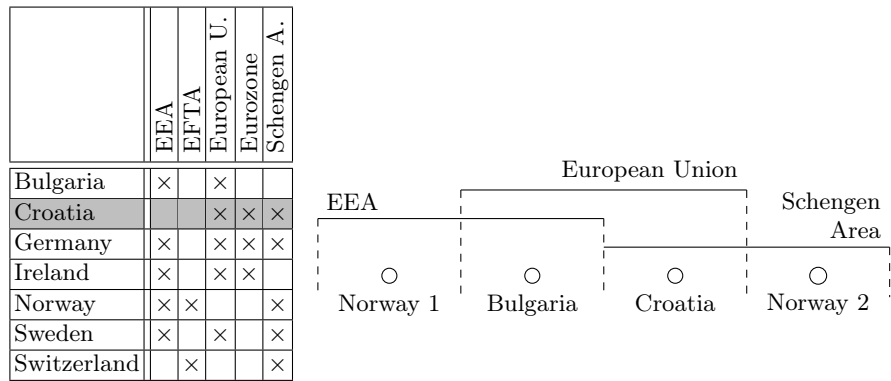 EEA
EFTA
European U.
Eurozone
Schengen A.
Bulgaria × ×
Croatia × × ×
Germany × × × ×
Ireland × × ×
Norway × × ×
Sweden × × ×
Switzerland × ×
European Union
EEA
Schengen
Area
Norway 1 Bulgaria Croatia Norway 2